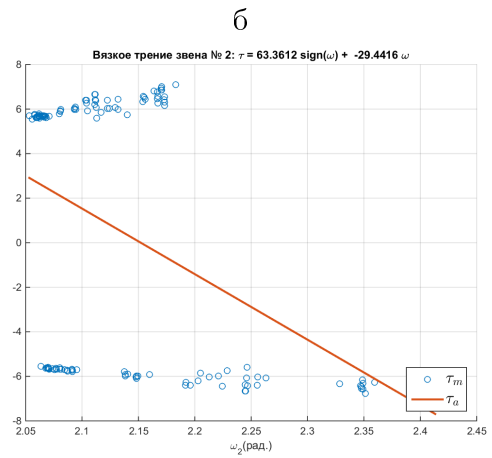 б
Вязкое трение звена № 2: τ = 63.3612 sign(ω) + -29.4416 ω
8
6
4
2
0
-2
-4
-6
-8
τm
τa
2.05 2.1 2.15 2.2 2.25 2.3 2.35 2.4 2.45
ω2(рад.)